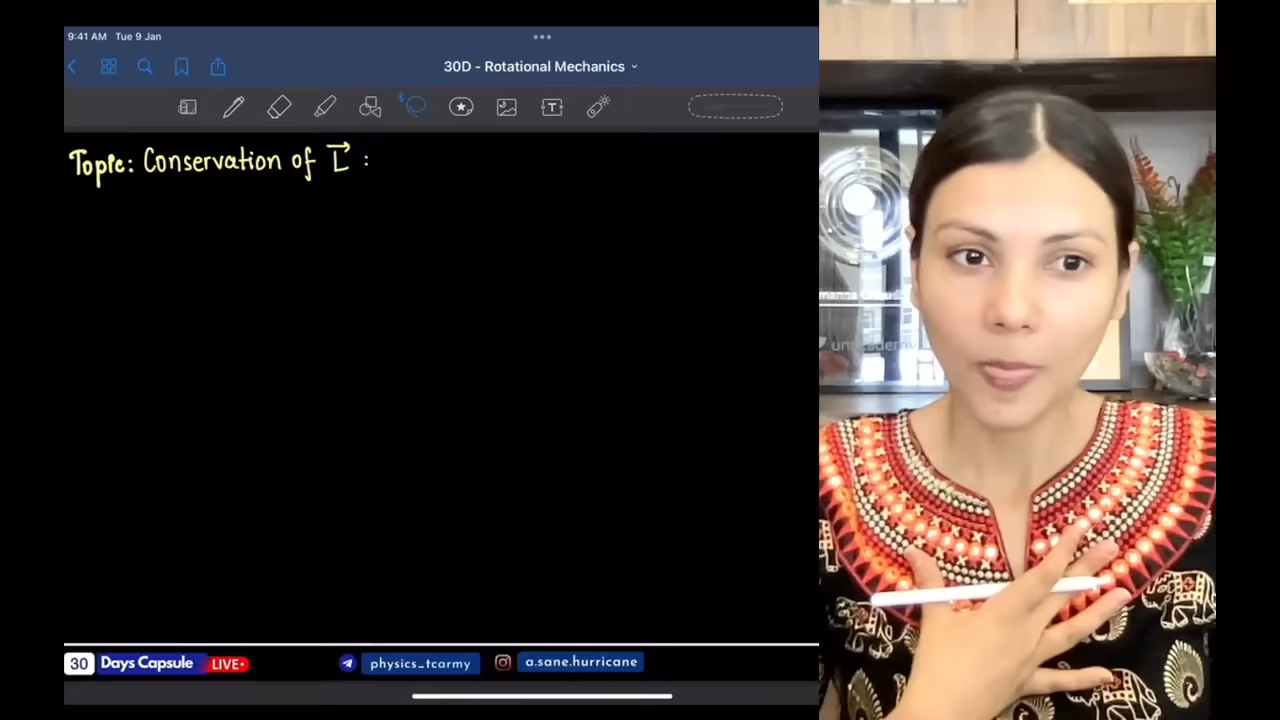 9:41 AM Tue 9 Jan
30D - Rotational Mechanics
Topic: Conservation of L⃗ :
30 Days Capsule LIVE
physics_tcarmy
a.sane.hurricane